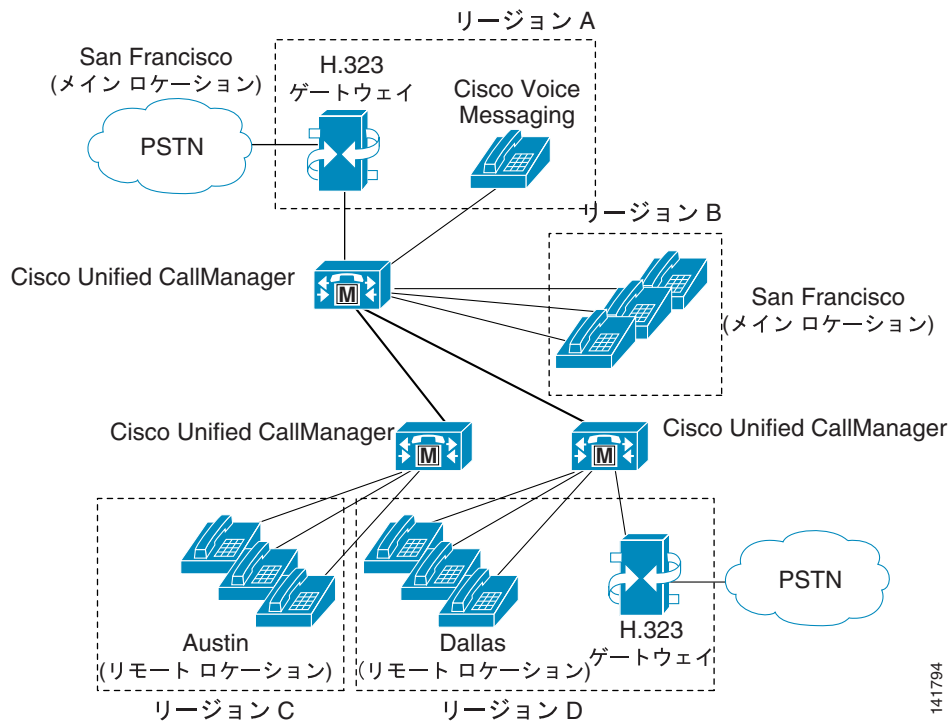 リージョン A
San Francisco
(メイン ロケーション)
H.323
ゲートウェイ
Cisco Voice
Messaging
PSTN
リージョン B
Cisco Unified CallManager
M
San Francisco
(メイン ロケーション)
Cisco Unified CallManager
M
M
Cisco Unified CallManager
Austin
(リモート ロケーション)
Dallas
(リモート ロケーション)
H.323
ゲートウェイ
PSTN
リージョン C
リージョン D
141794